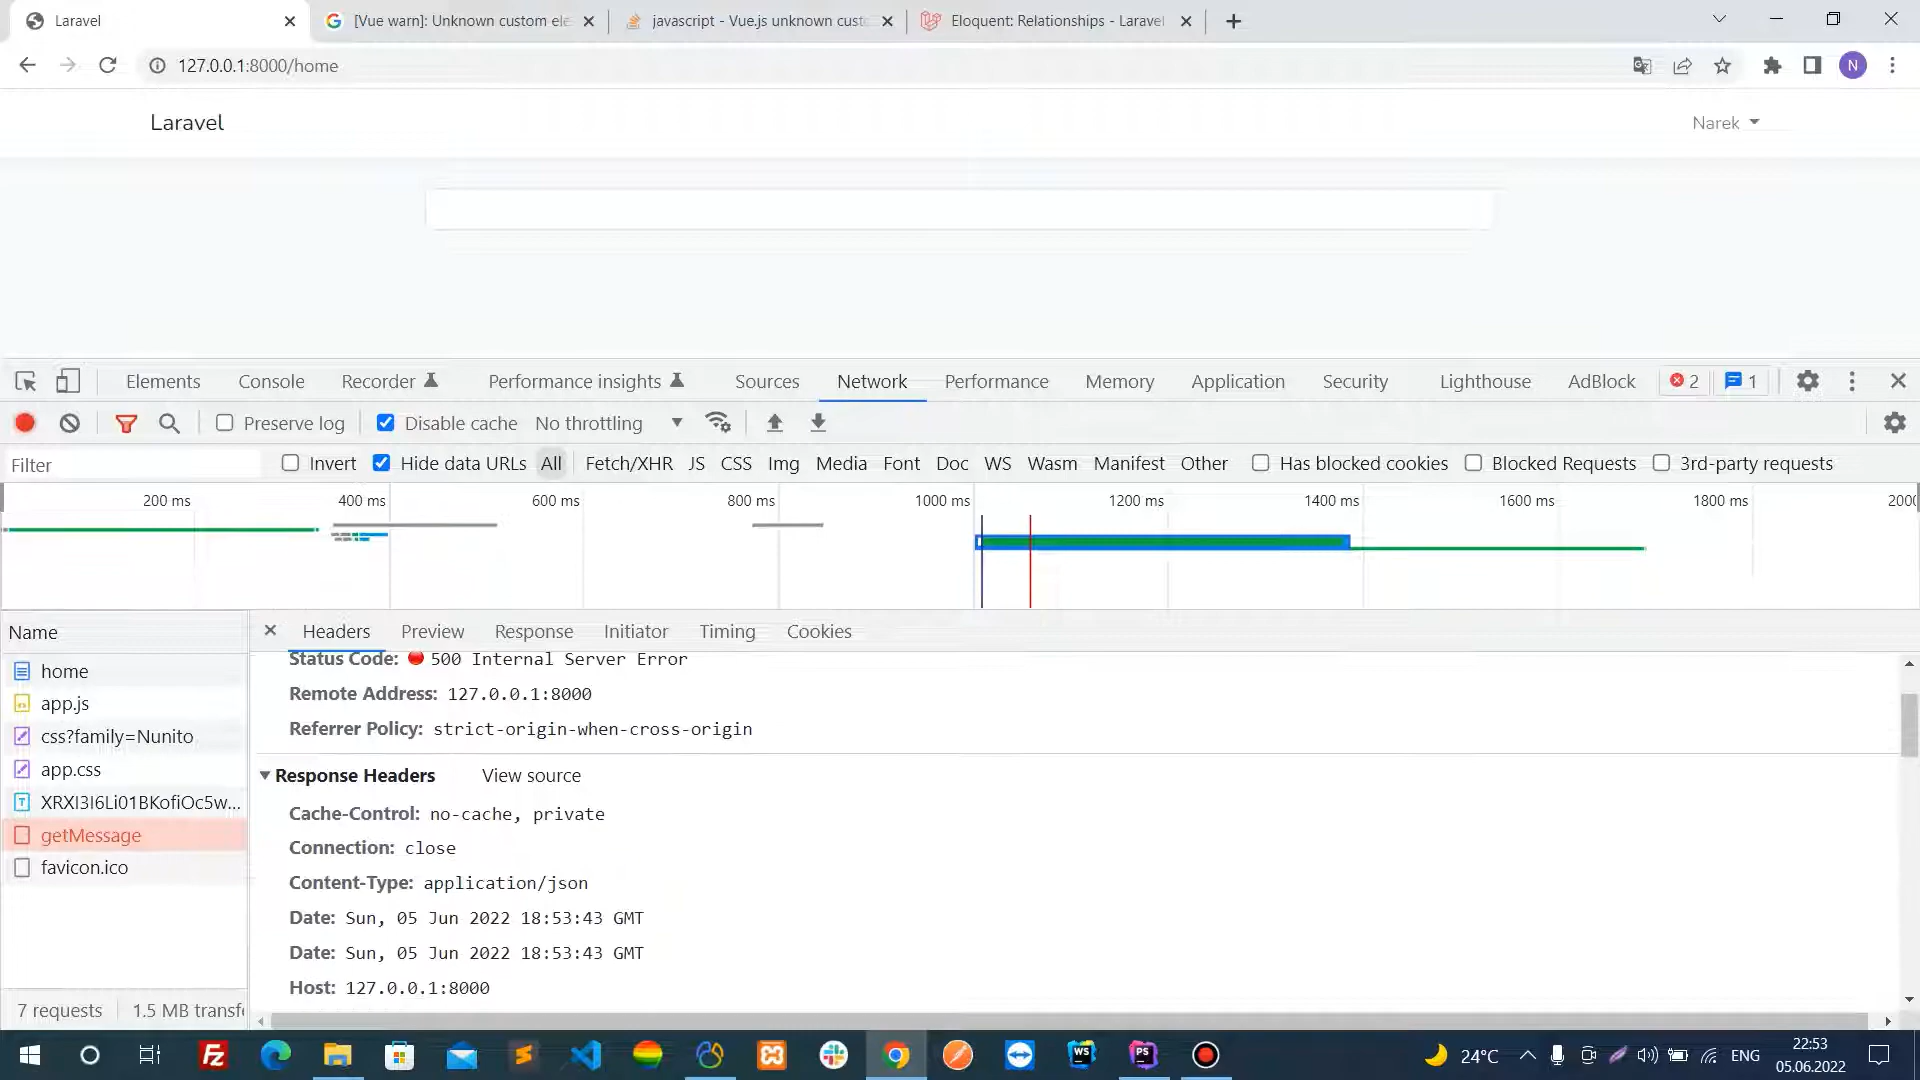 Laravel
[Vue warn]: Unknown custom ele
javascript - Vue.js unknown cust
Eloquent: Relationships - Laravel
127.0.0.1:8000/home
N
Laravel
Narek
Elements Console Recorder Performance insights Sources Network Performance Memory Application Security Lighthouse AdBlock 2 1
Preserve log Disable cache No throttling
Filter Invert Hide data URLs All Fetch/XHR JS CSS Img Media Font Doc WS Wasm Manifest Other Has blocked cookies Blocked Requests 3rd-party requests
200 ms 400 ms 600 ms 800 ms 1000 ms 1200 ms 1400 ms 1600 ms 1800 ms 2000
Name
home
app.js
css?family=Nunito
app.css
XRXI3I6Li01BKofiOc5w...
getMessage
favicon.ico
7 requests 1.5 MB transf
Headers Preview Response Initiator Timing Cookies
Status Code: 500 Internal Server Error
Remote Address: 127.0.0.1:8000
Referrer Policy: strict-origin-when-cross-origin
Response Headers View source
Cache-Control: no-cache, private
Connection: close
Content-Type: application/json
Date: Sun, 05 Jun 2022 18:53:43 GMT
Date: Sun, 05 Jun 2022 18:53:43 GMT
Host: 127.0.0.1:8000
24°C ENG 22:53
05.06.2022